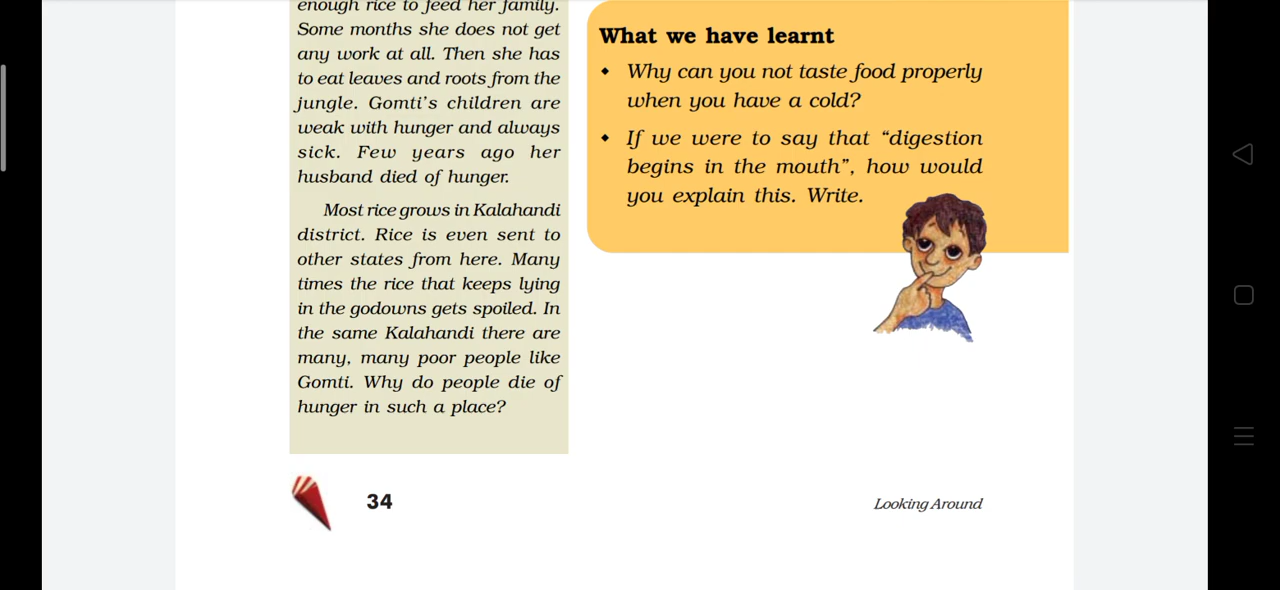 enough rice to feed her family.
Some months she does not get
any work at all. Then she has
to eat leaves and roots from the
jungle. Gomti's children are
weak with hunger and always
sick. Few years ago her
husband died of hunger.
Most rice grows in Kalahandi
district. Rice is even sent to
other states from here. Many
times the rice that keeps lying
in the godowns gets spoiled. In
the same Kalahandi there are
many, many poor people like
Gomti. Why do people die of
hunger in such a place?
What we have learnt
◆ Why can you not taste food properly
when you have a cold?
◆ If we were to say that “digestion
begins in the mouth”, how would
you explain this. Write.
34
Looking Around